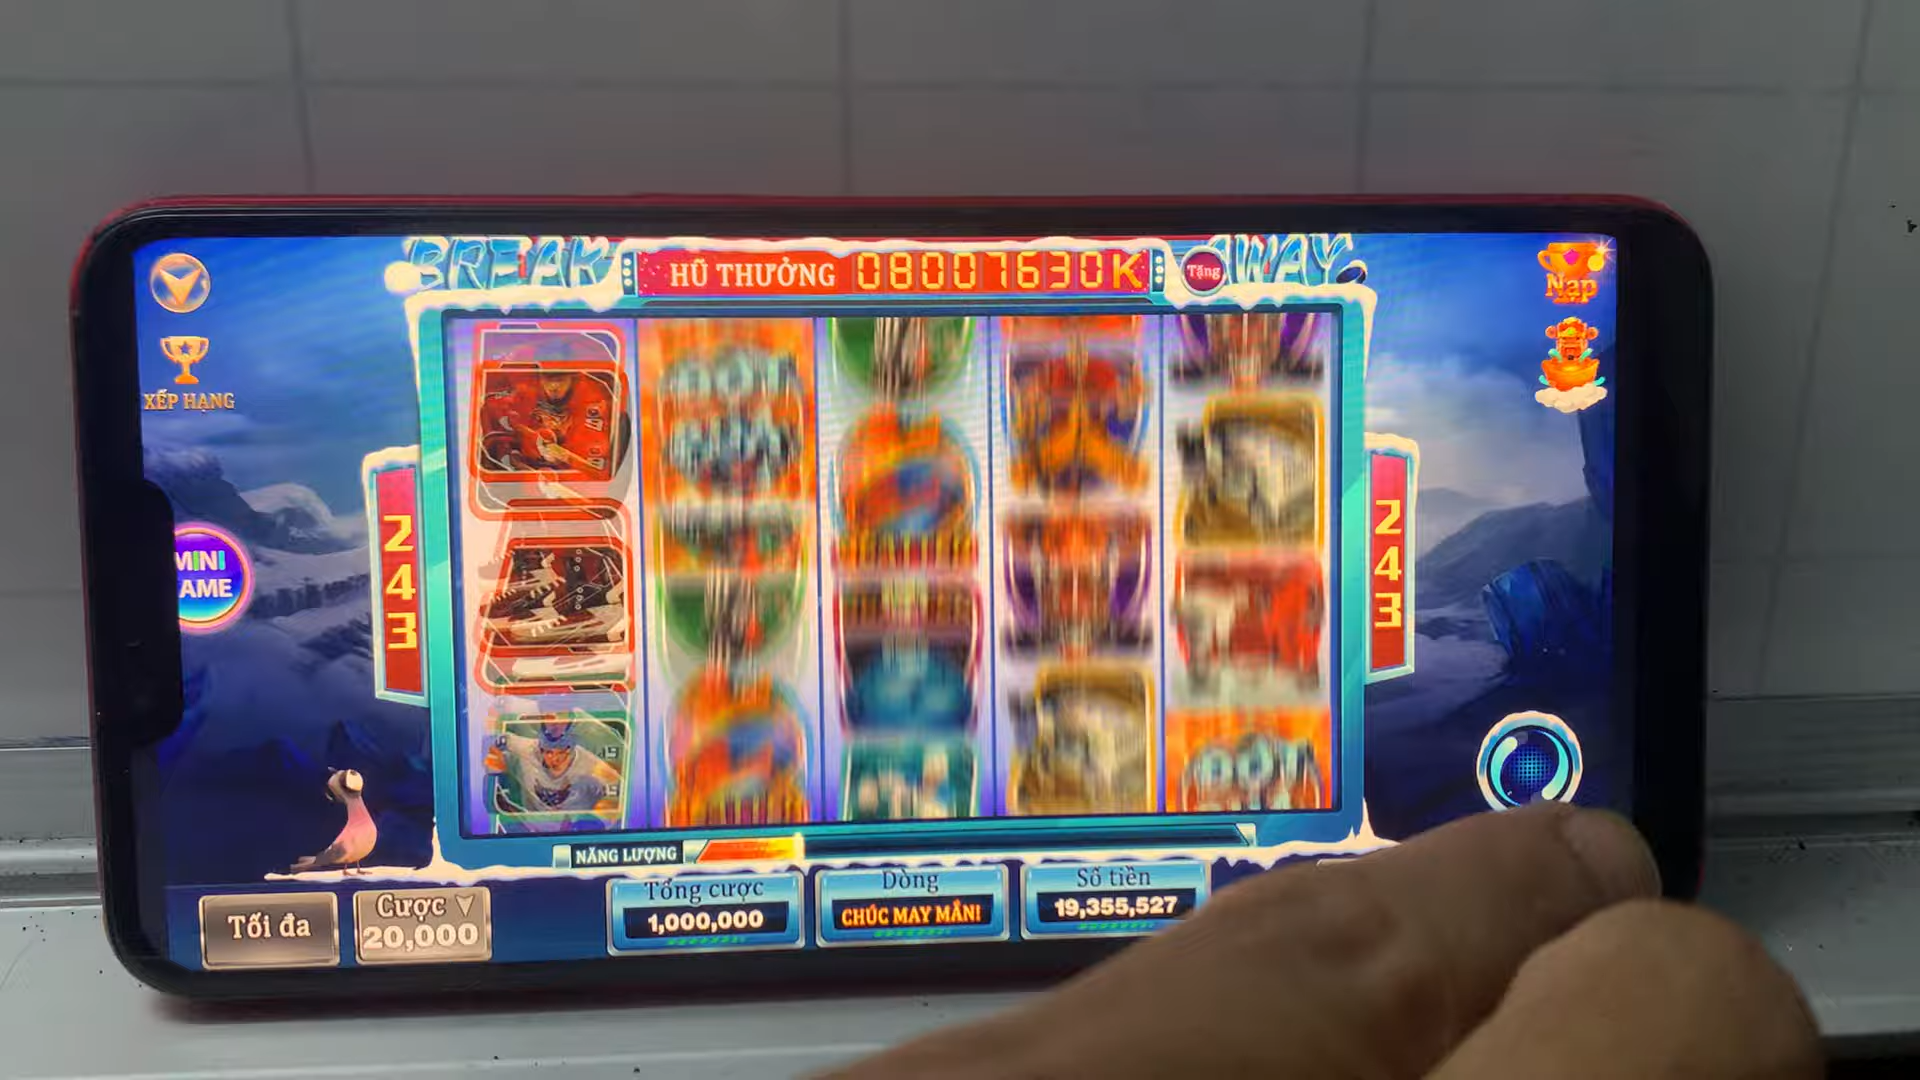 BREAK AWAY
HŨ THƯỞNG 08007630K
Tặng
Nạp
XẾP HẠNG
MINI
GAME
243
243
NĂNG LƯỢNG
Tối đa
Cược
20,000
Tổng cược
1,000,000
Dòng
CHÚC MAY MẮN!
Số tiền
19,355,527